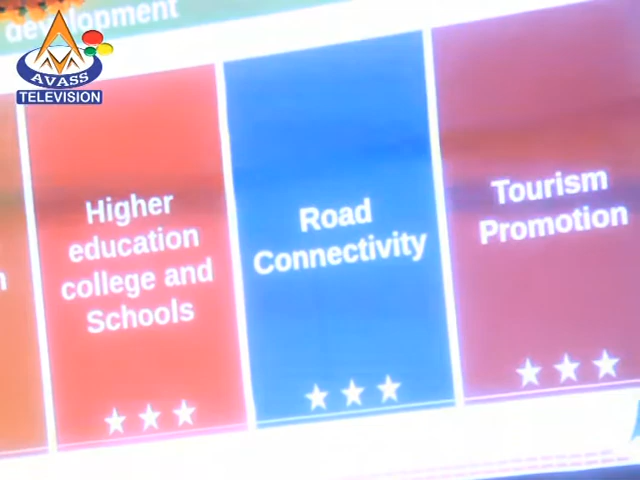 development
AVASS
TELEVISION
Higher
education
college and
Schools
Road
Connectivity
Tourism
Promotion